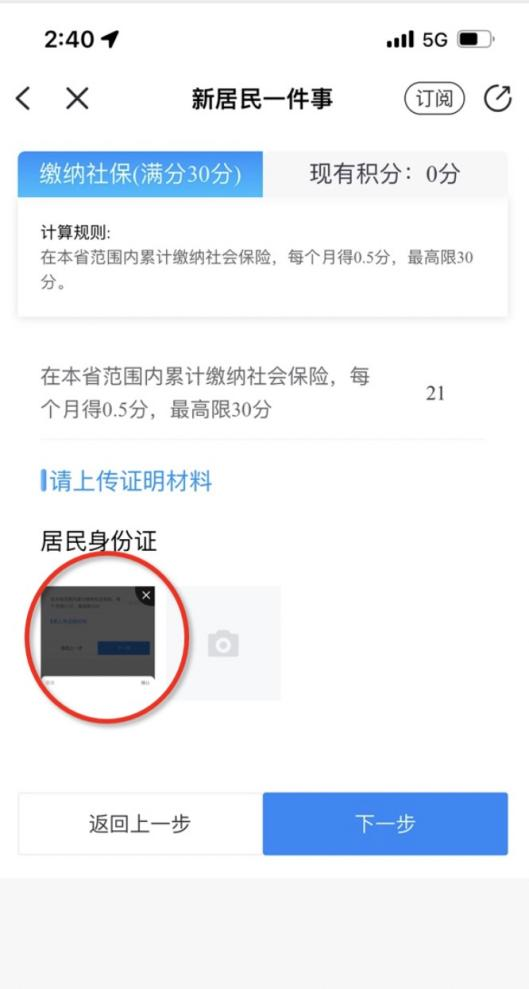 2:40
5G
新居民一件事
订阅
缴纳社保(满分30分)
现有积分：0分
计算规则:
在本省范围内累计缴纳社会保险，每个月得0.5分，最高限30
分。
在本省范围内累计缴纳社会保险，每
个月得0.5分，最高限30分
21
请上传证明材料
居民身份证
返回上一步
下一步